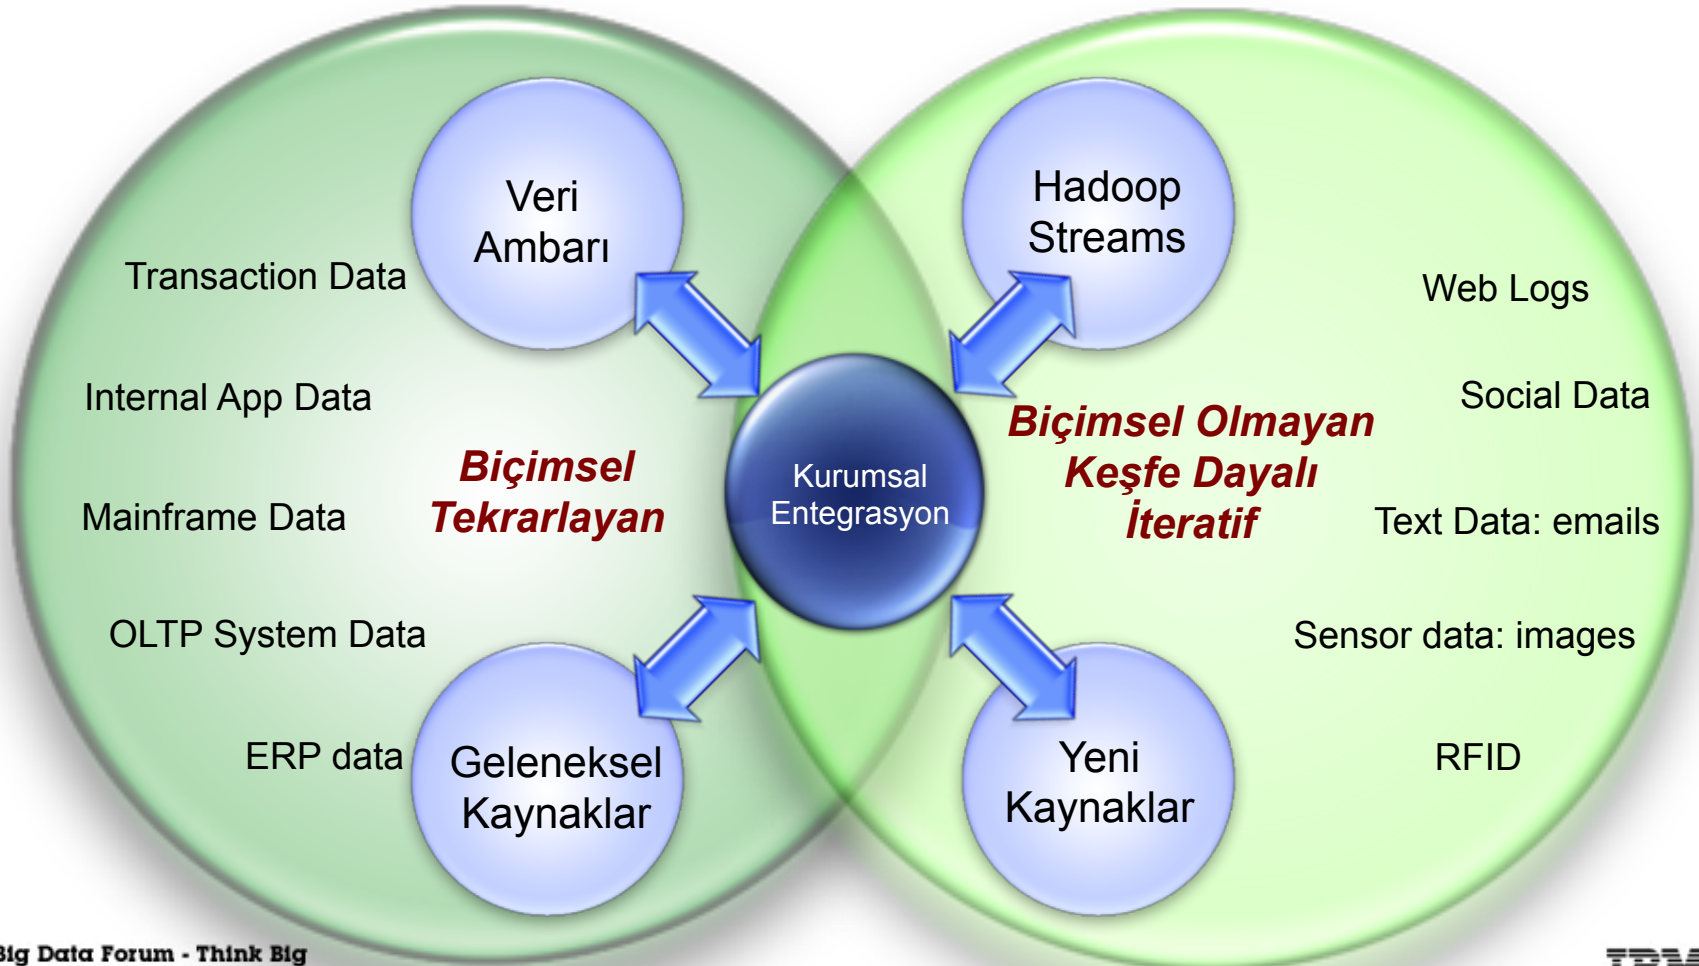 Veri
Ambarı
Hadoop
Streams
Transaction Data
Internal App Data
Mainframe Data
OLTP System Data
ERP data
Biçimsel
Tekrarlayan
Kurumsal
Entegrasyon
Biçimsel Olmayan
Keşfe Dayalı
İteratif
Web Logs
Social Data
Text Data: emails
Sensor data: images
RFID
Geleneksel
Kaynaklar
Yeni
Kaynaklar
Big Data Forum - Think Big
IBM